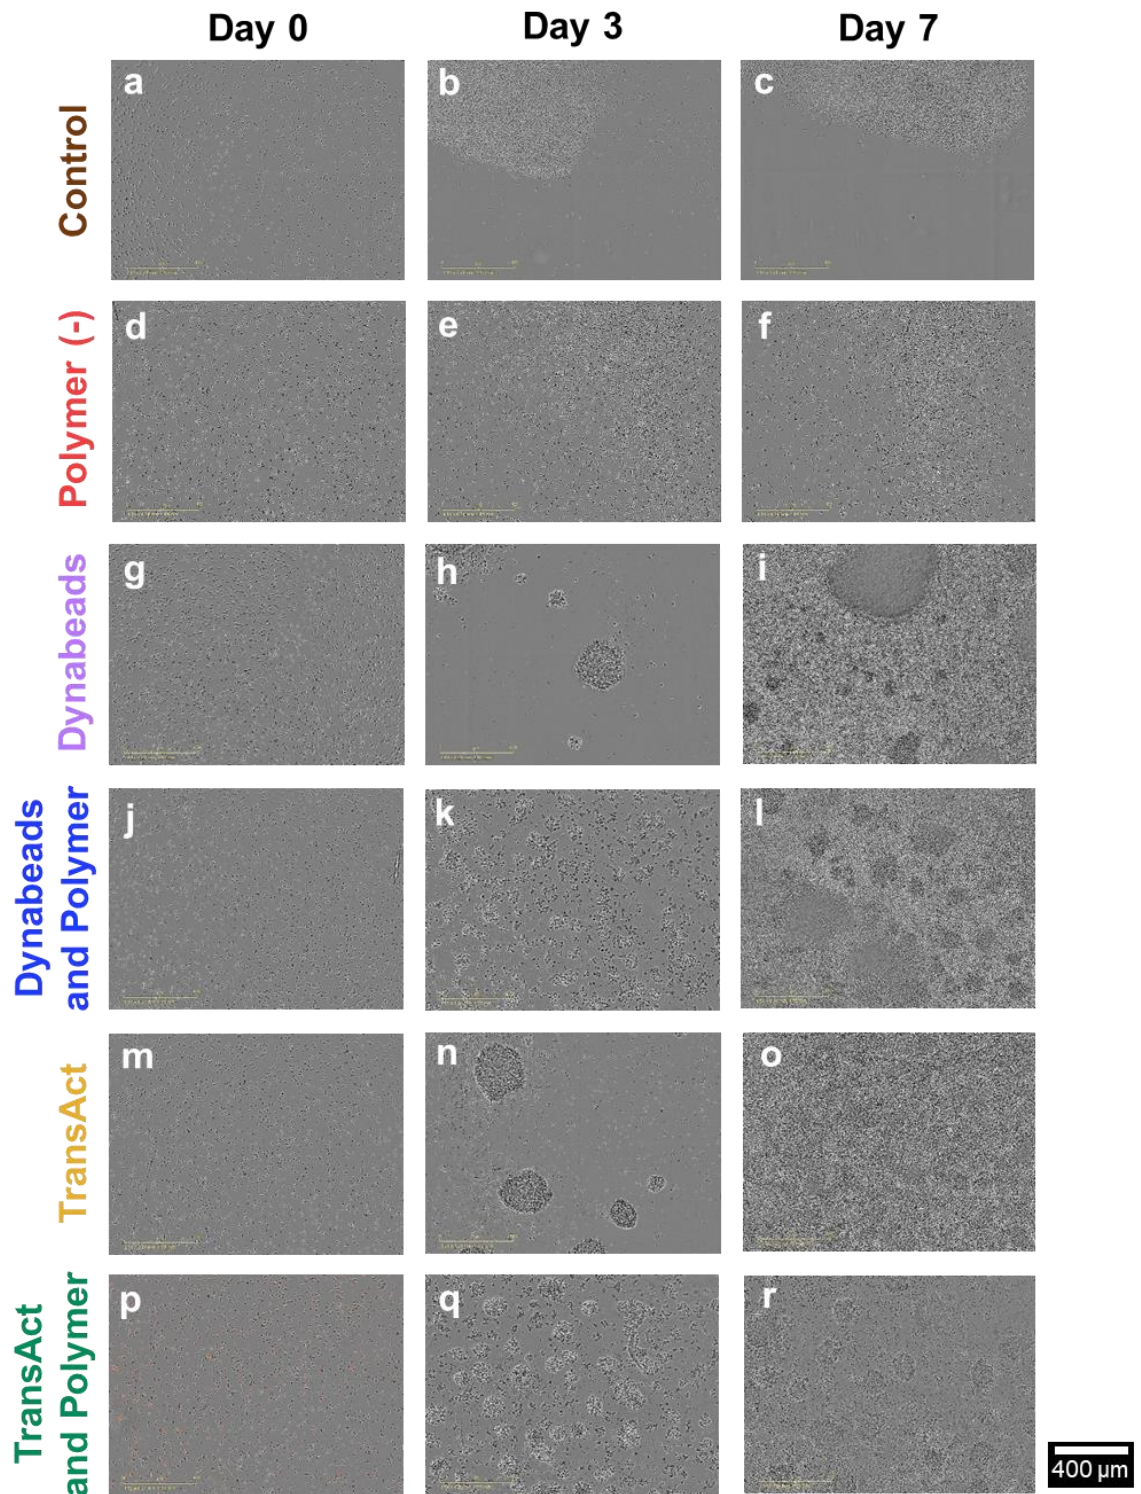 Day 0 Day 3 Day 7
Control
a b c
Polymer (-)
d e f
Dynabeads
g h i
Dynabeads
and Polymer
j k l
TransAct
m n o
TransAct
and Polymer
p q r
400 µm